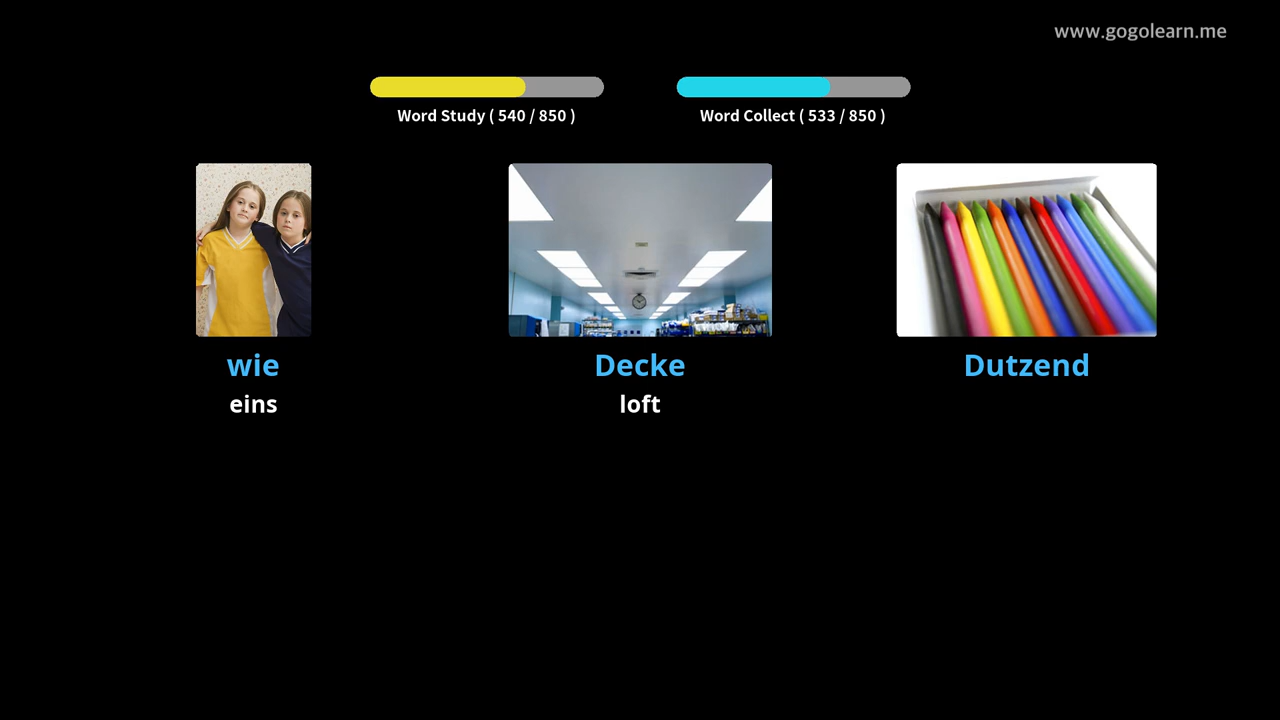 www.gogolearn.me
Word Study ( 540 / 850 )
Word Collect ( 533 / 850 )
wie
eins
Decke
loft
Dutzend